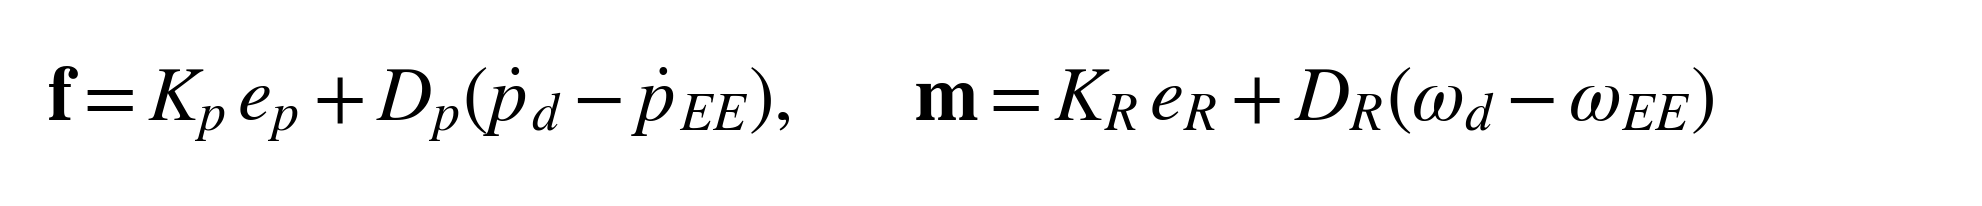 𝐟 = K_p e_p + D_p(ṗ_d − ṗ_EE),  𝐦 = K_R e_R + D_R(ω_d − ω_EE)